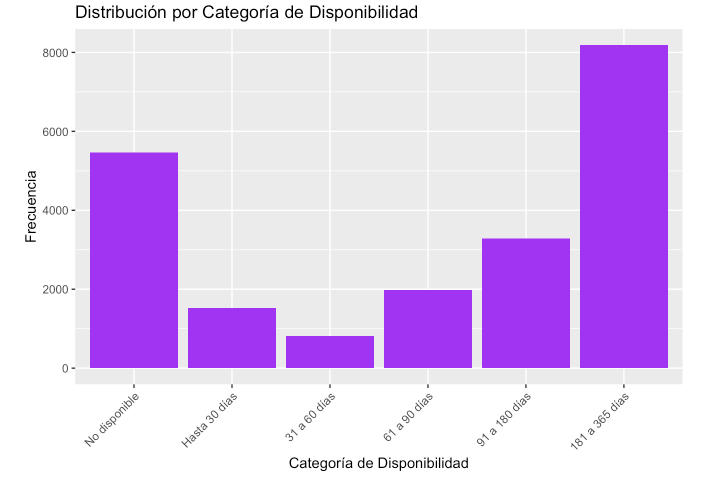 Distribución por Categoría de Disponibilidad
Frecuencia
8000
6000
4000
2000
0
No disponible
Hasta 30 días
31 a 60 días
61 a 90 días
91 a 180 días
181 a 365 días
Categoría de Disponibilidad